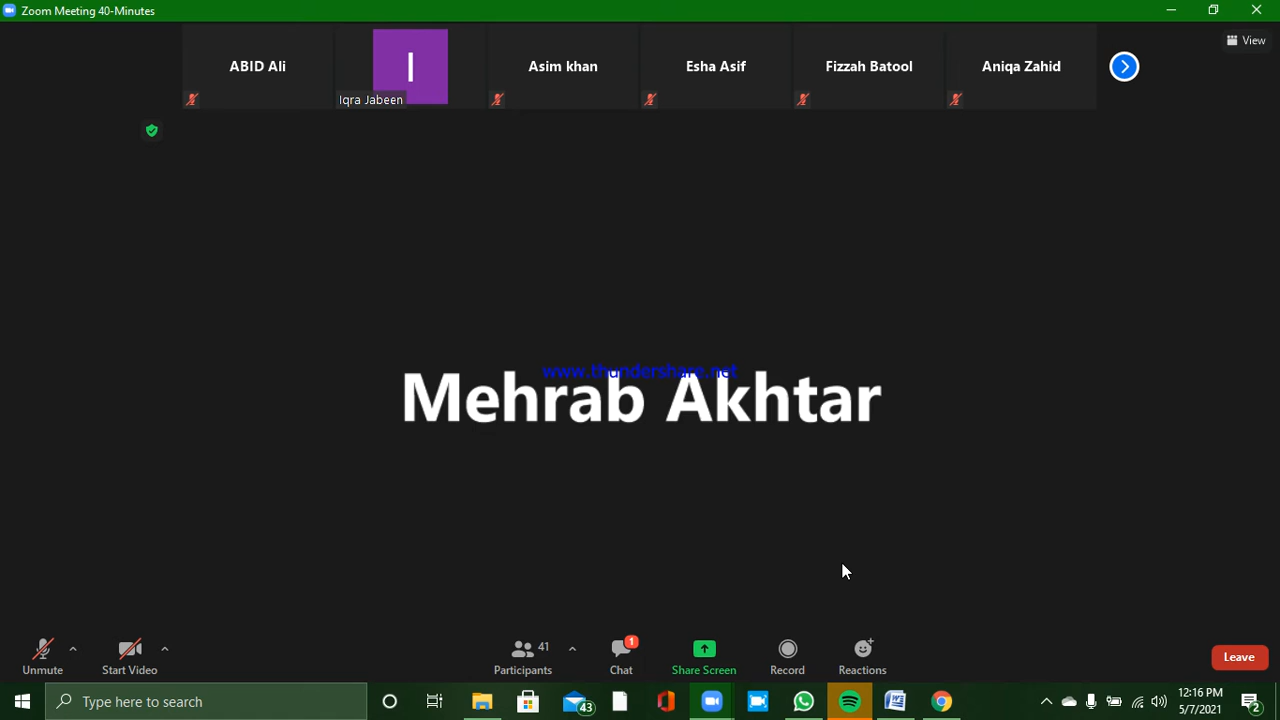 Zoom Meeting 40-Minutes
View
ABID Ali
I
Iqra Jabeen
Asim khan
Esha Asif
Fizzah Batool
Aniqa Zahid
www.thundershare.net
Mehrab Akhtar
Unmute
Start Video
41
Participants
1
Chat
Share Screen
Record
Reactions
Leave
Type here to search
43
12:16 PM
5/7/2021
2